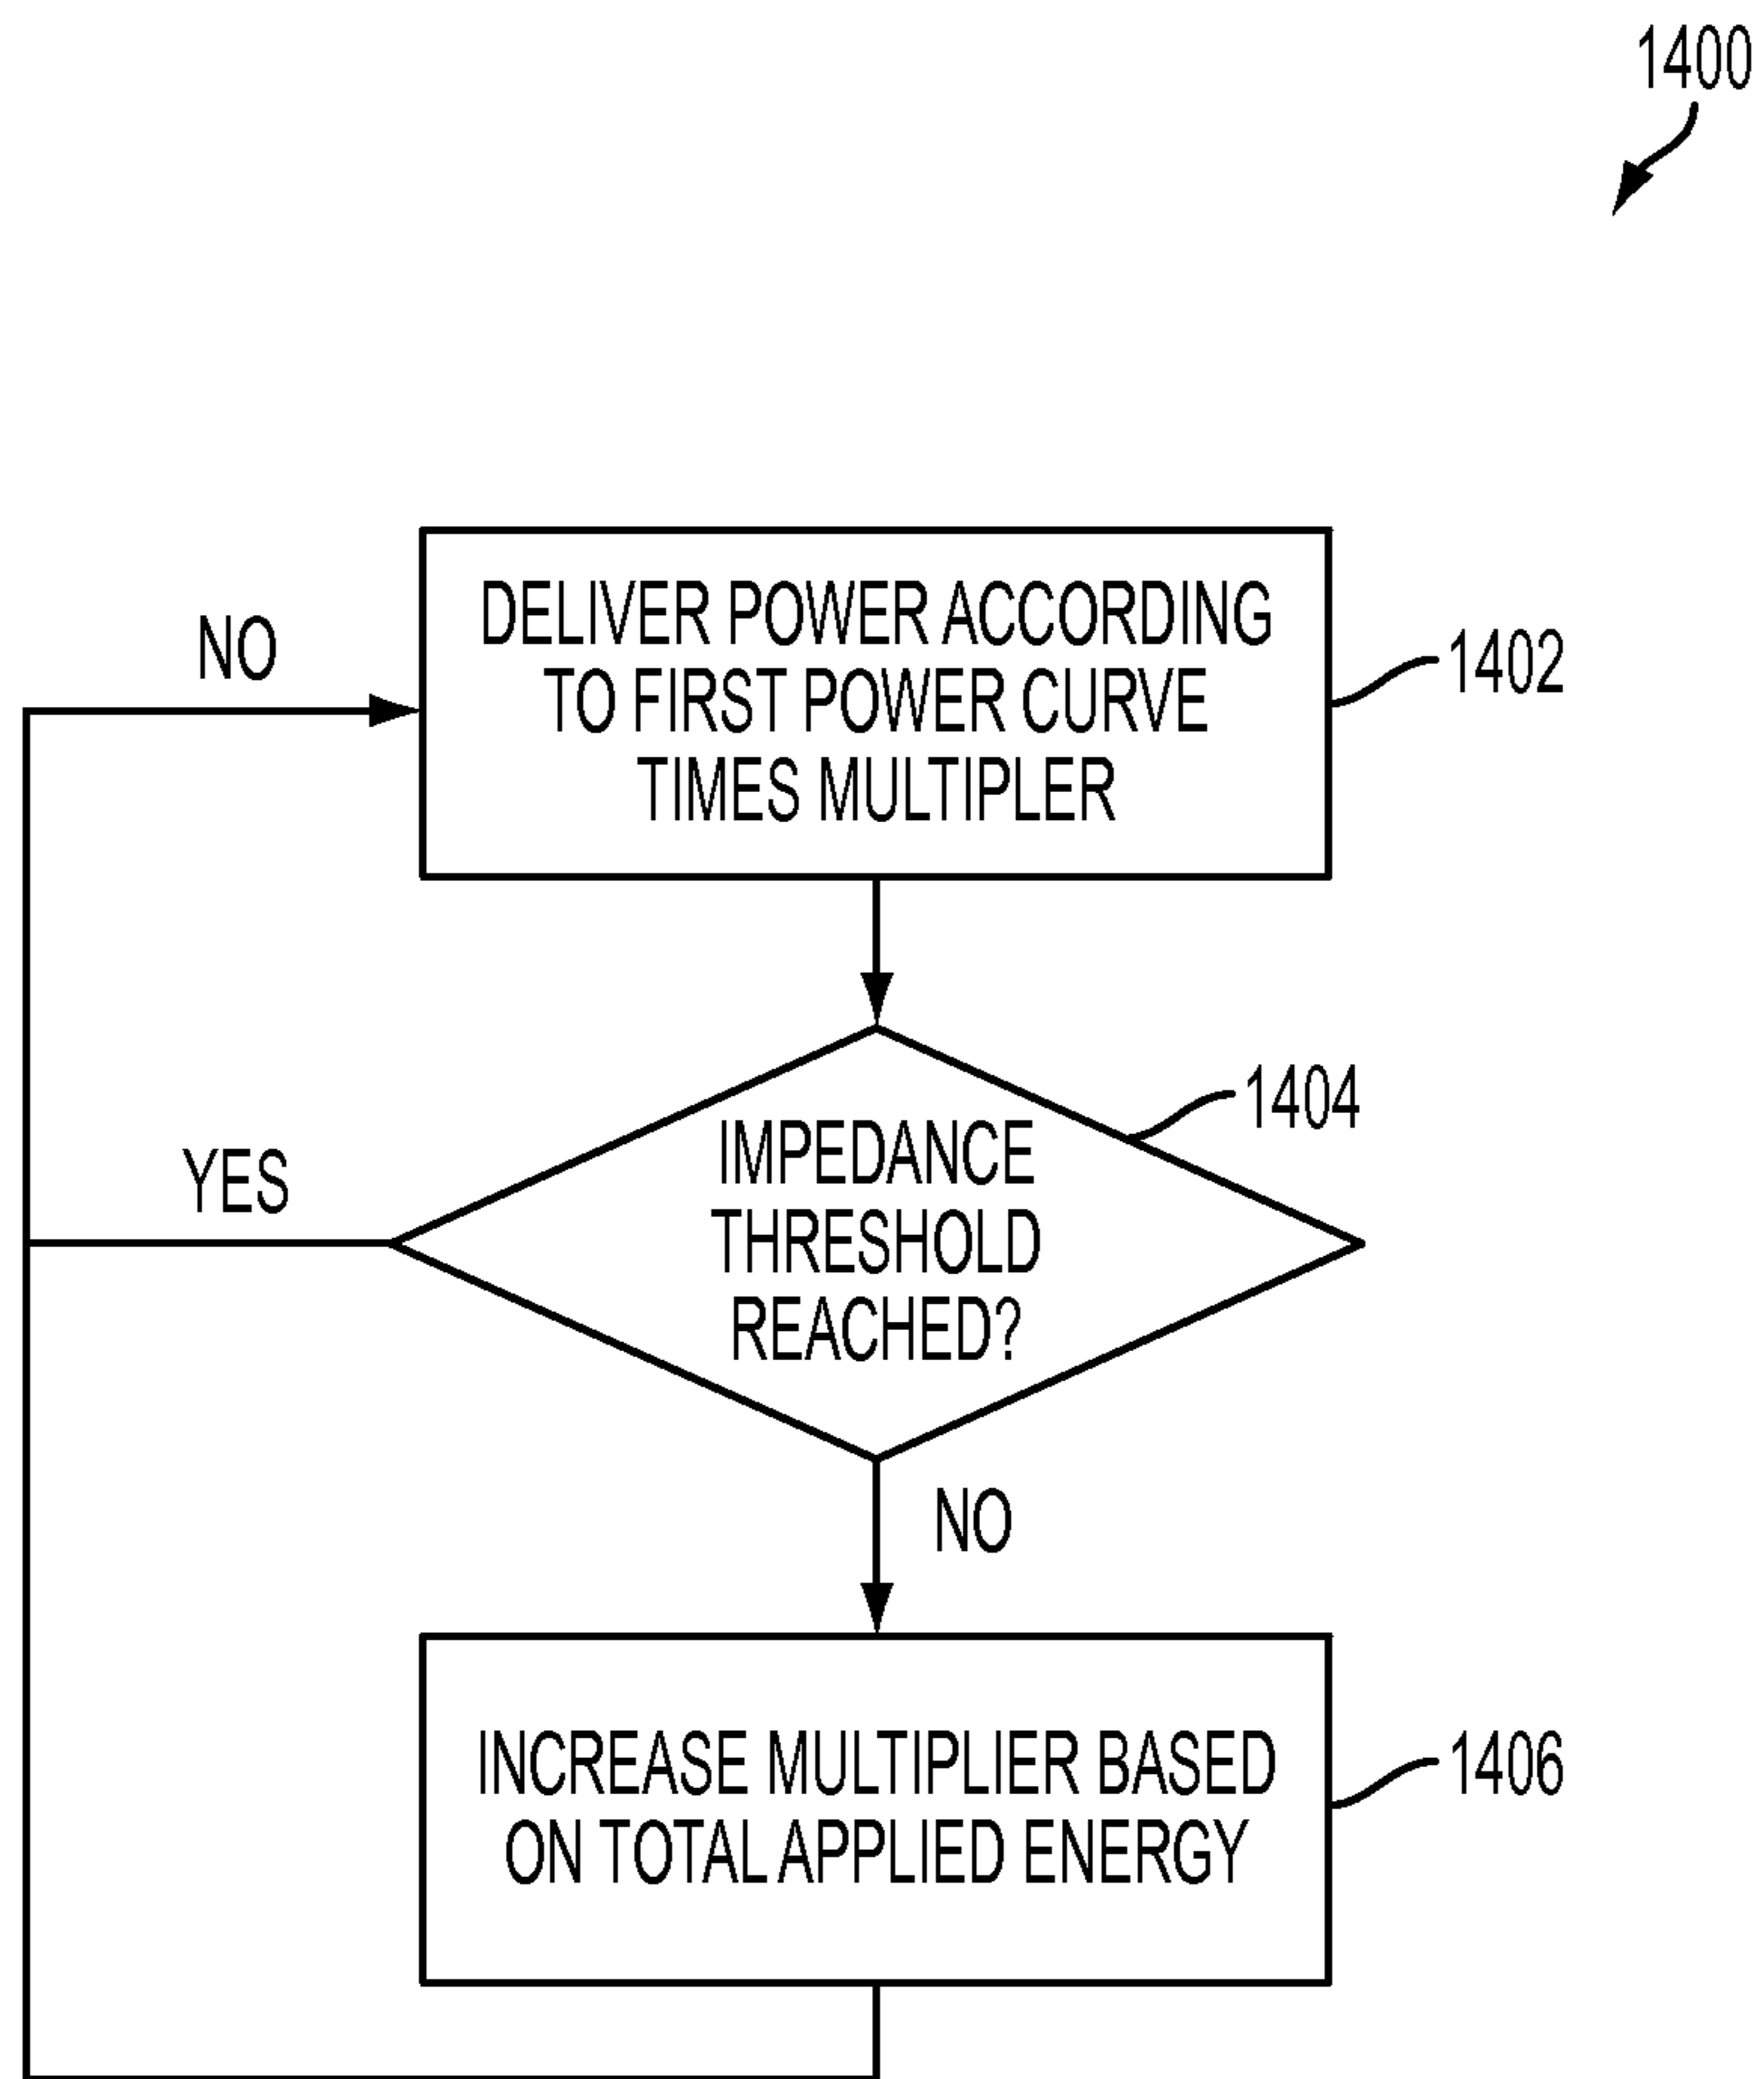 1400
NO
DELIVER POWER ACCORDING
TO FIRST POWER CURVE
TIMES MULTIPLER
1402
YES
IMPEDANCE
THRESHOLD
REACHED?
1404
NO
INCREASE MULTIPLIER BASED
ON TOTAL APPLIED ENERGY
1406